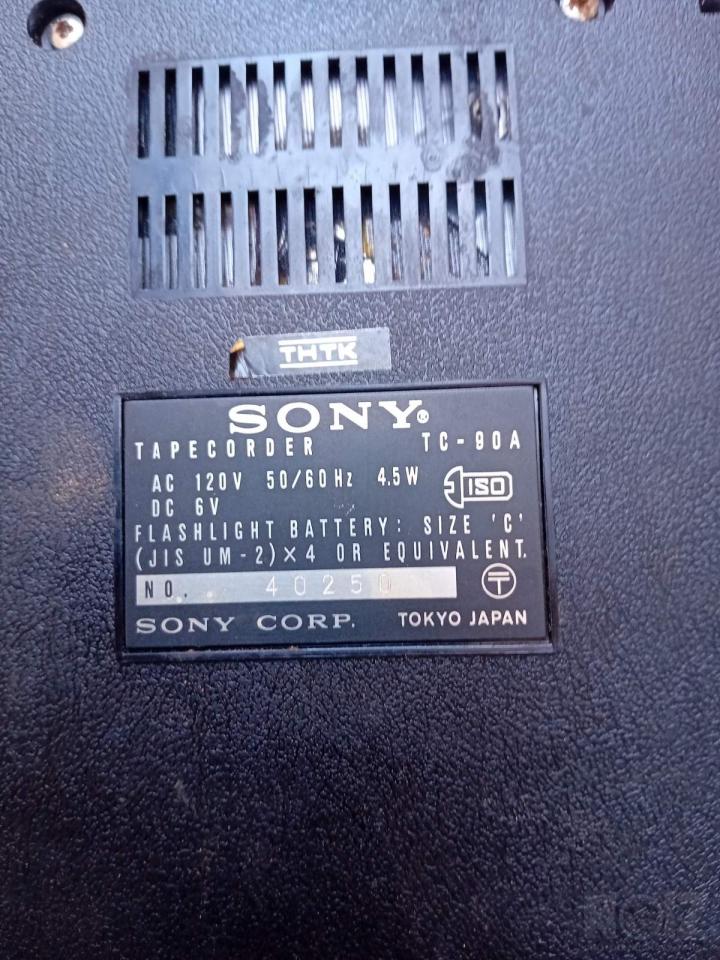 THTK
SONY®
TAPECORDER TC-90A
AC 120V 50/60Hz 4.5W ISO
DC 6V
FLASHLIGHT BATTERY: SIZE 'C'
(JIS UM-2)×4 OR EQUIVALENT.
NO. 40250
SONY CORP. TOKYO JAPAN